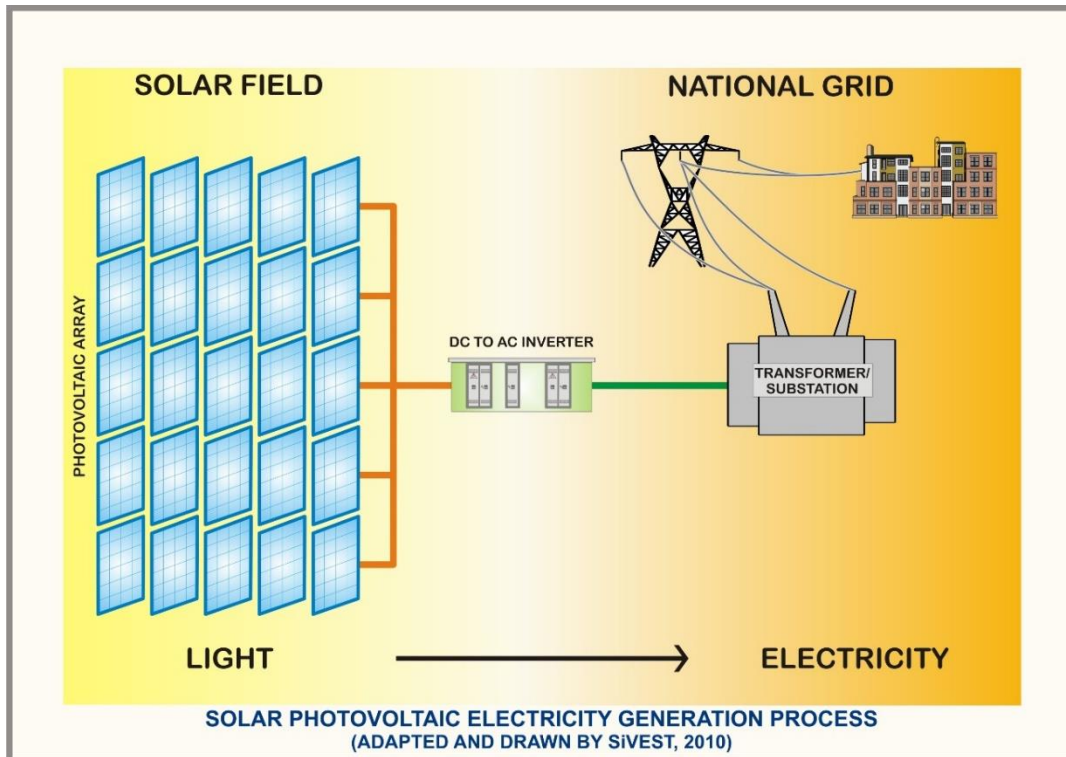 SOLAR FIELD
NATIONAL GRID
PHOTOVOLTAIC ARRAY
DC TO AC INVERTER
TRANSFORMER/
SUBSTATION
LIGHT
ELECTRICITY
SOLAR PHOTOVOLTAIC ELECTRICITY GENERATION PROCESS
(ADAPTED AND DRAWN BY SiVEST, 2010)